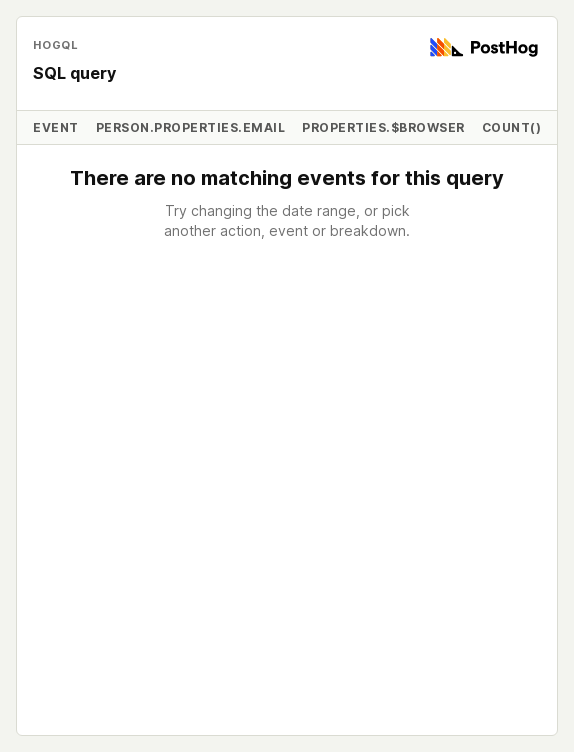 HOGQL
PostHog
SQL query
EVENT PERSON.PROPERTIES.EMAIL PROPERTIES.$BROWSER COUNT()
There are no matching events for this query
Try changing the date range, or pick
another action, event or breakdown.